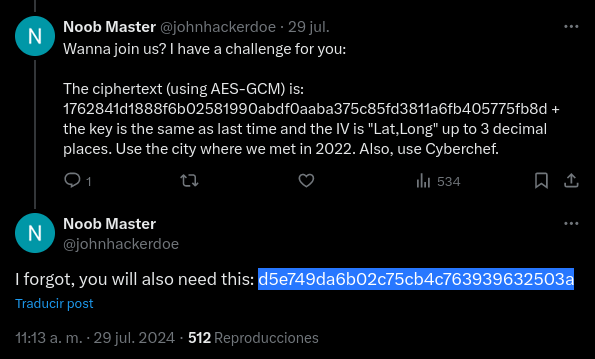 Noob Master @johnhackerdoe · 29 jul.
Wanna join us? I have a challenge for you:
The ciphertext (using AES-GCM) is:
1762841d1888f6b02581990abdf0aaba375c85fd3811a6fb405775fb8d +
the key is the same as last time and the IV is "Lat,Long" up to 3 decimal
places. Use the city where we met in 2022. Also, use Cyberchef.
1
534
Noob Master
@johnhackerdoe
I forgot, you will also need this: d5e749da6b02c75cb4c763939632503a
Traducir post
11:13 a. m. · 29 jul. 2024 · 512 Reproducciones